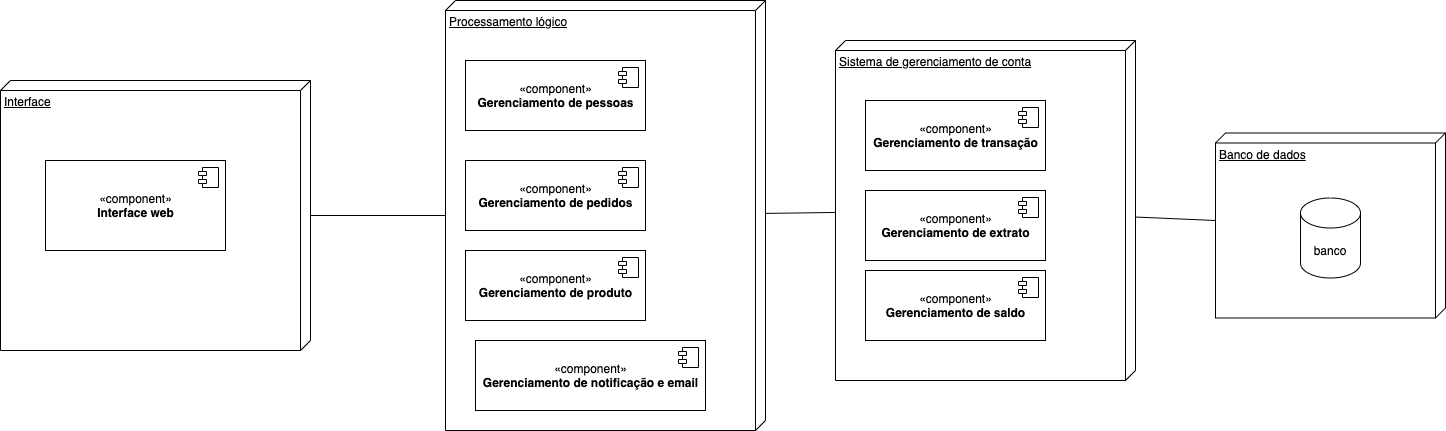 Interface
«component»
Interface web
Processamento lógico
«component»
Gerenciamento de pessoas
«component»
Gerenciamento de pedidos
«component»
Gerenciamento de produto
«component»
Gerenciamento de notificação e email
Sistema de gerenciamento de conta
«component»
Gerenciamento de transação
«component»
Gerenciamento de extrato
«component»
Gerenciamento de saldo
Banco de dados
banco